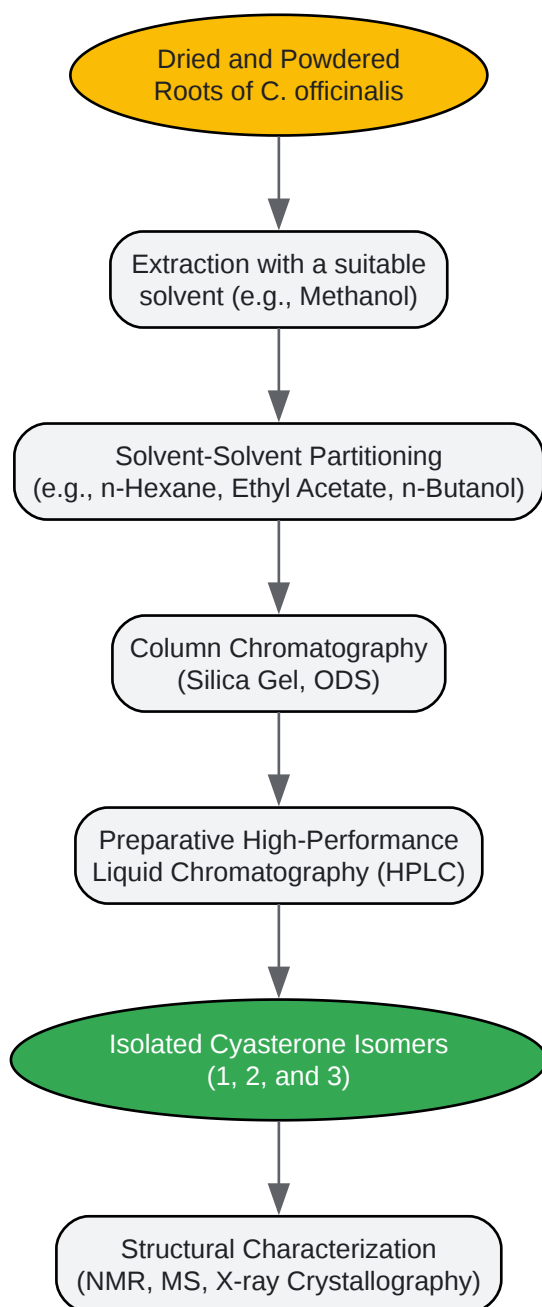 Dried and Powdered
Roots of C. officinalis
Extraction with a suitable
solvent (e.g., Methanol)
Solvent-Solvent Partitioning
(e.g., n-Hexane, Ethyl Acetate, n-Butanol)
Column Chromatography
(Silica Gel, ODS)
Preparative High-Performance
Liquid Chromatography (HPLC)
Isolated Cyasterone Isomers
(1, 2, and 3)
Structural Characterization
(NMR, MS, X-ray Crystallography)